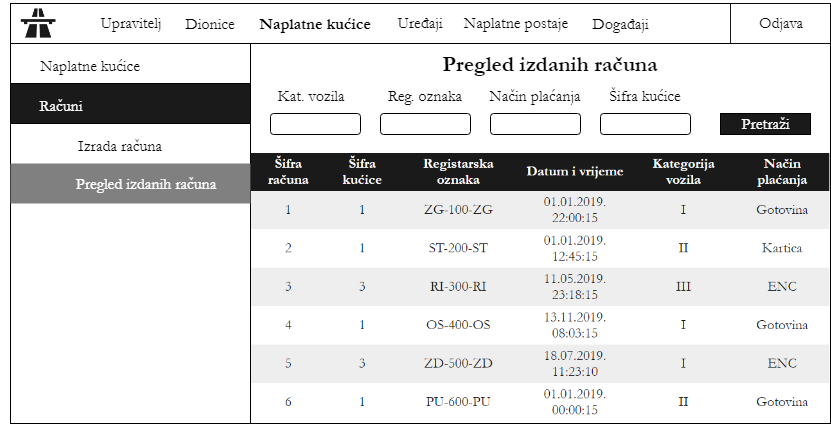 Upravitelj Dionice Naplatne kućice Uređaji Naplatne postaje Događaji Odjava
Naplatne kućice
Računi
Izrada računa
Pregled izdanih računa
Pregled izdanih računa
Kat. vozila Reg. oznaka Način plaćanja Šifra kućice
Pretraži
Šifra računa Šifra kućice Registarska oznaka Datum i vrijeme Kategorija vozila Način plaćanja
1 1 ZG-100-ZG 01.01.2019. 22:00:15 I Gotovina
2 1 ST-200-ST 01.01.2019. 12:45:15 II Kartica
3 3 RI-300-RI 11.05.2019. 23:18:15 III ENC
4 1 OS-400-OS 13.11.2019. 08:03:15 I Gotovina
5 3 ZD-500-ZD 18.07.2019. 11:23:10 I ENC
6 1 PU-600-PU 01.01.2019. 00:00:15 II Gotovina